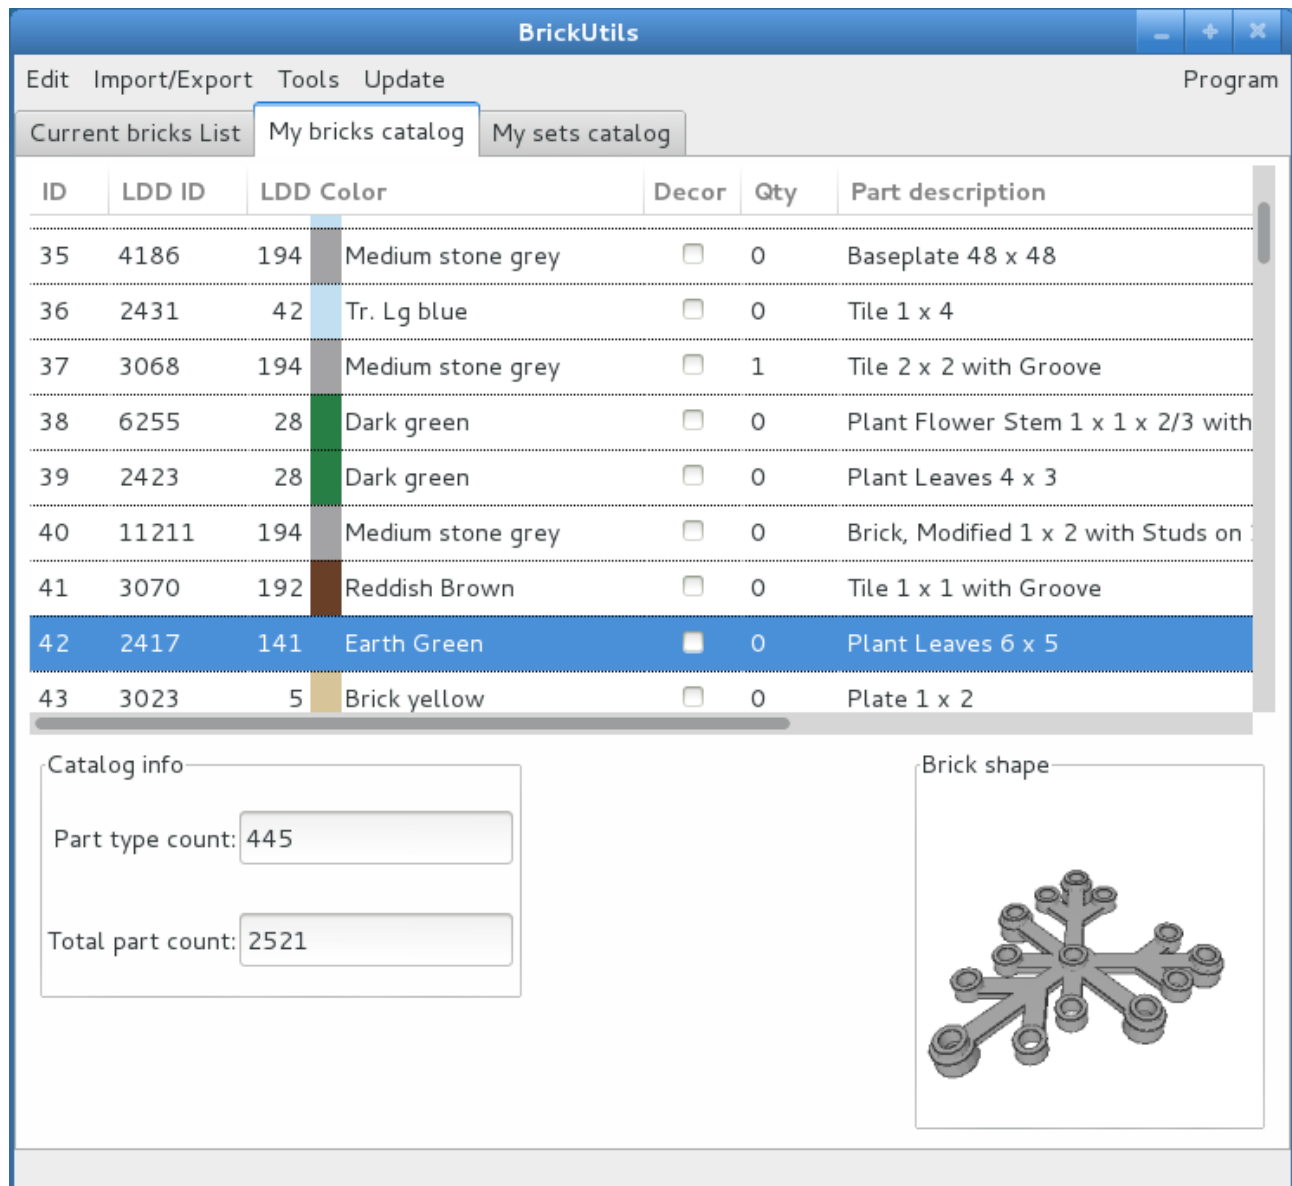 BrickUtils
Edit Import/Export Tools Update Program
Current bricks List My bricks catalog My sets catalog
ID LDD ID LDD Color Decor Qty Part description
35 4186 194 Medium stone grey 0 Baseplate 48 x 48
36 2431 42 Tr. Lg blue 0 Tile 1 x 4
37 3068 194 Medium stone grey 1 Tile 2 x 2 with Groove
38 6255 28 Dark green 0 Plant Flower Stem 1 x 1 x 2/3 with
39 2423 28 Dark green 0 Plant Leaves 4 x 3
40 11211 194 Medium stone grey 0 Brick, Modified 1 x 2 with Studs on
41 3070 192 Reddish Brown 0 Tile 1 x 1 with Groove
42 2417 141 Earth Green 0 Plant Leaves 6 x 5
43 3023 5 Brick yellow 0 Plate 1 x 2
Catalog info Brick shape
Part type count: 445
Total part count: 2521